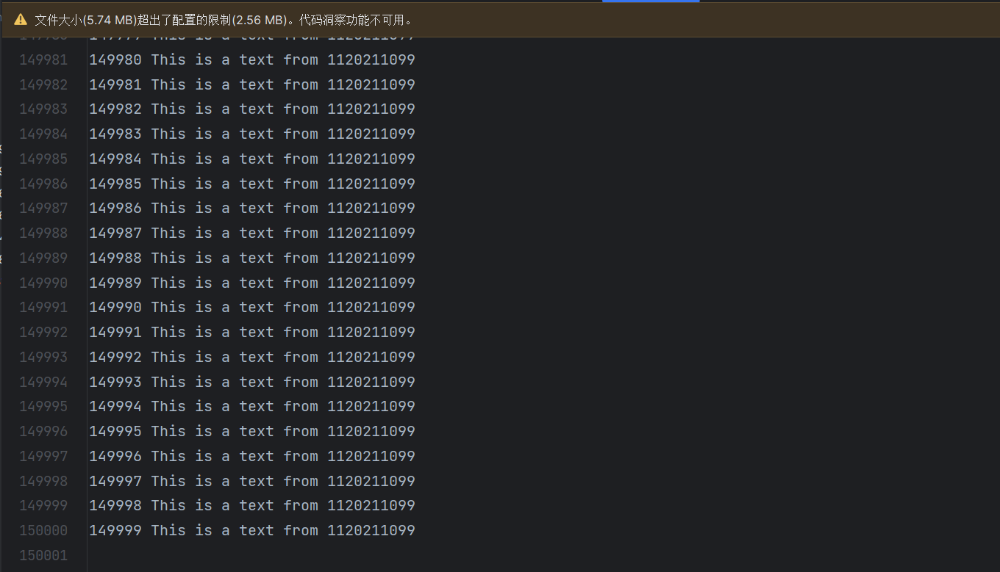 文件大小(5.74 MB)超出了配置的限制(2.56 MB)。代码洞察功能不可用。
149981 149980 This is a text from 1120211099
149982 149981 This is a text from 1120211099
149983 149982 This is a text from 1120211099
149984 149983 This is a text from 1120211099
149985 149984 This is a text from 1120211099
149986 149985 This is a text from 1120211099
149987 149986 This is a text from 1120211099
149988 149987 This is a text from 1120211099
149989 149988 This is a text from 1120211099
149990 149989 This is a text from 1120211099
149991 149990 This is a text from 1120211099
149992 149991 This is a text from 1120211099
149993 149992 This is a text from 1120211099
149994 149993 This is a text from 1120211099
149995 149994 This is a text from 1120211099
149996 149995 This is a text from 1120211099
149997 149996 This is a text from 1120211099
149998 149997 This is a text from 1120211099
149999 149998 This is a text from 1120211099
150000 149999 This is a text from 1120211099
150001